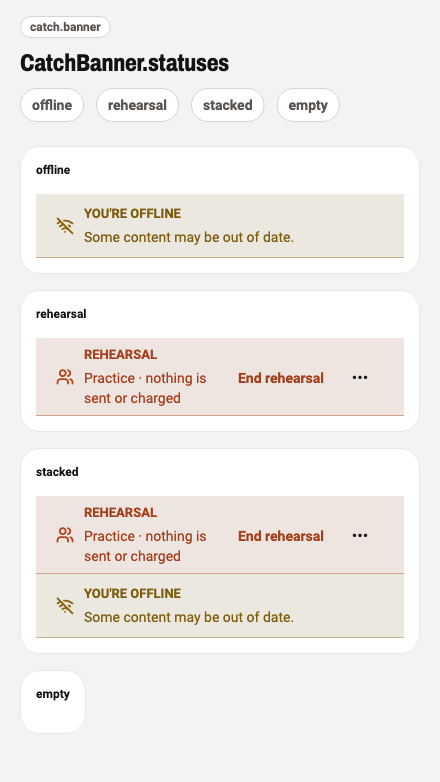 catch.banner
CatchBanner.statuses
offline rehearsal stacked empty
offline
YOU'RE OFFLINE
Some content may be out of date.
rehearsal
REHEARSAL
Practice · nothing is
sent or charged
End rehearsal
stacked
REHEARSAL
Practice · nothing is
sent or charged
End rehearsal
YOU'RE OFFLINE
Some content may be out of date.
empty